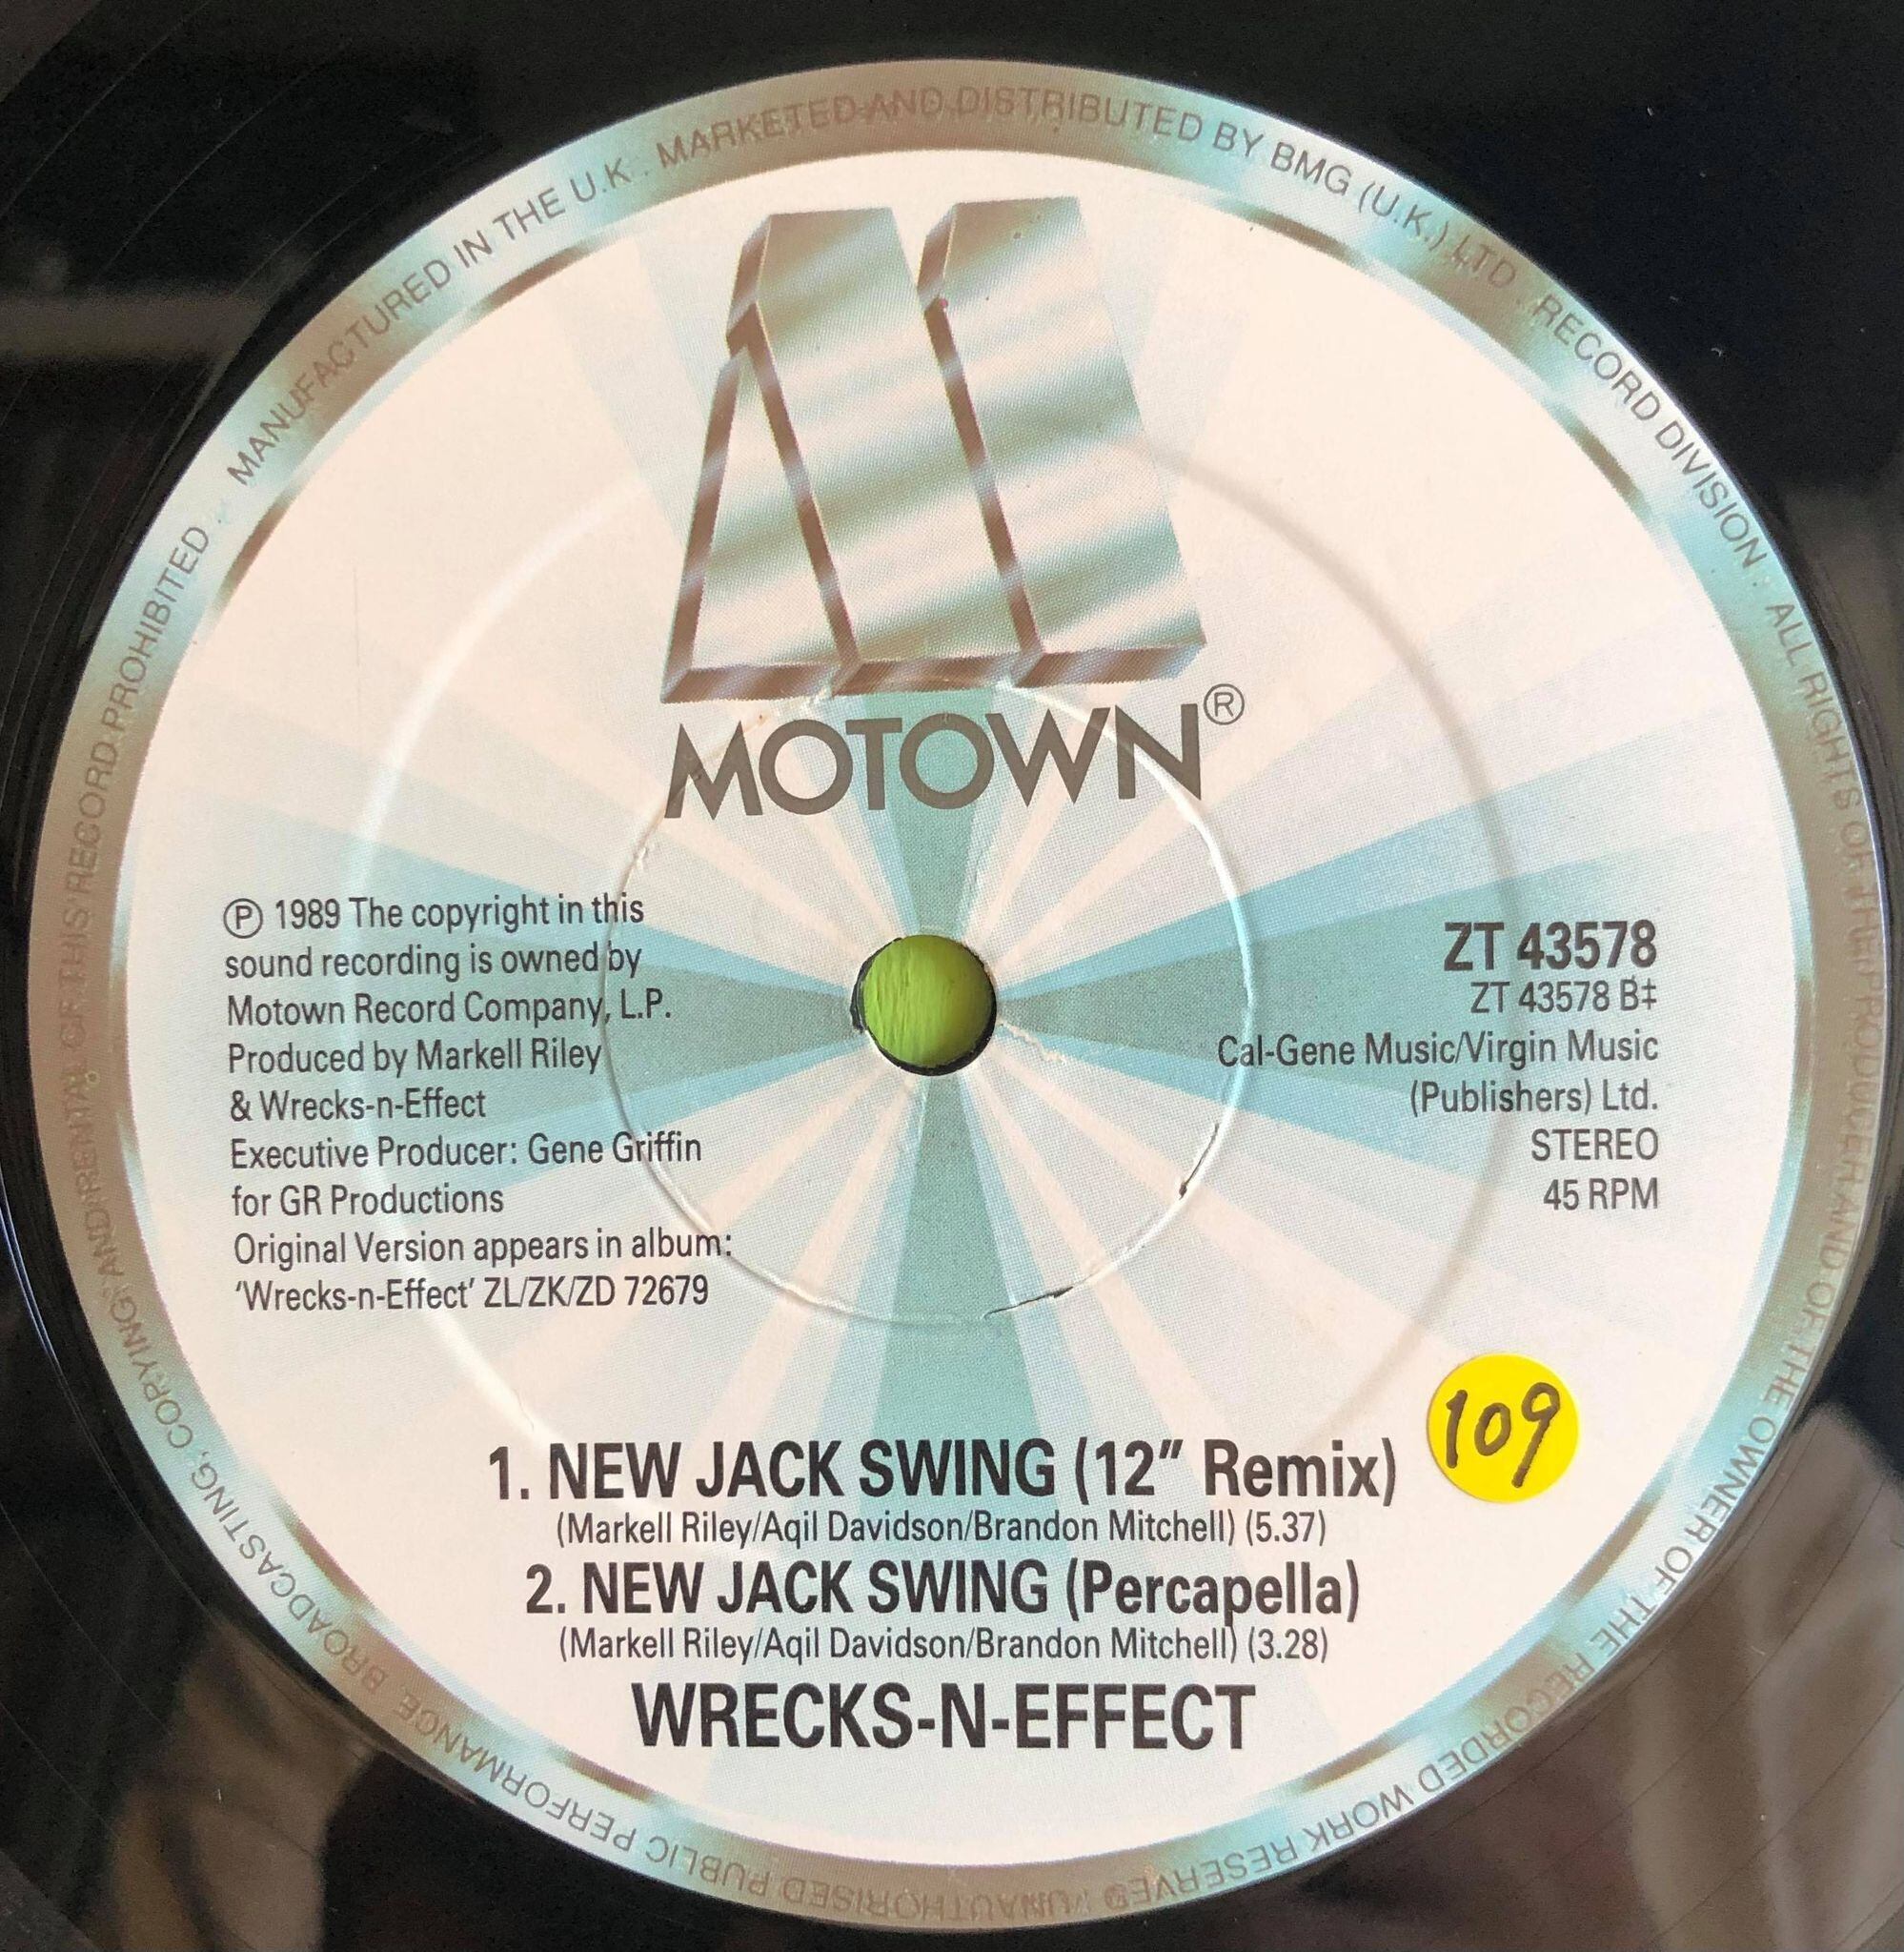 MANUFACTURED IN THE U.K. . MARKETED AND DISTRIBUTED BY BMG (U.K.) LTD . RECORD DIVISION . ALL RIGHTS OF THE PRODUCER AND OF THE OWNER OF THE RECORDED WORK RESERVED . UNAUTHORISED PUBLIC PERFORMANCE, BROADCASTING, COPYING, AND RENTAL OF THIS RECORD PROHIBITED .
MOTOWN®
℗ 1989 The copyright in this
sound recording is owned by
Motown Record Company, L.P.
Produced by Markell Riley
& Wrecks-n-Effect
Executive Producer: Gene Griffin
for GR Productions
Original Version appears in album:
‘Wrecks-n-Effect’ ZL/ZK/ZD 72679
ZT 43578
ZT 43578 B‡
Cal-Gene Music/Virgin Music
(Publishers) Ltd.
STEREO
45 RPM
109
1. NEW JACK SWING (12″ Remix)
(Markell Riley/Aqil Davidson/Brandon Mitchell) (5.37)
2. NEW JACK SWING (Percapella)
(Markell Riley/Aqil Davidson/Brandon Mitchell) (3.28)
WRECKS-N-EFFECT